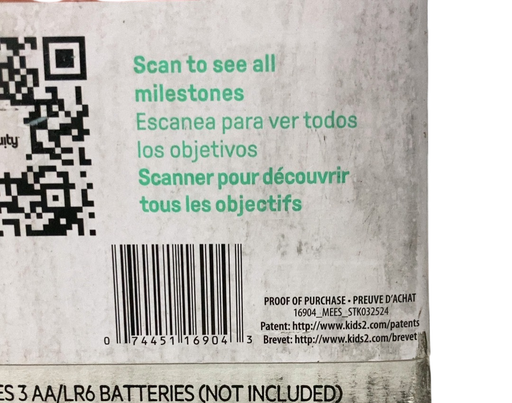 Scan to see all
milestones
Escanea para ver todos
los objetivos
Scanner pour découvrir
tous les objectifs
uity
PROOF OF PURCHASE • PREUVE D'ACHAT
16904_MEES_STK032524
Patent: http://www.kids2.com/patents
Brevet: http://www.kids2.com/brevet
0 74451 16904 3
ES 3 AA/LR6 BATTERIES (NOT INCLUDED)